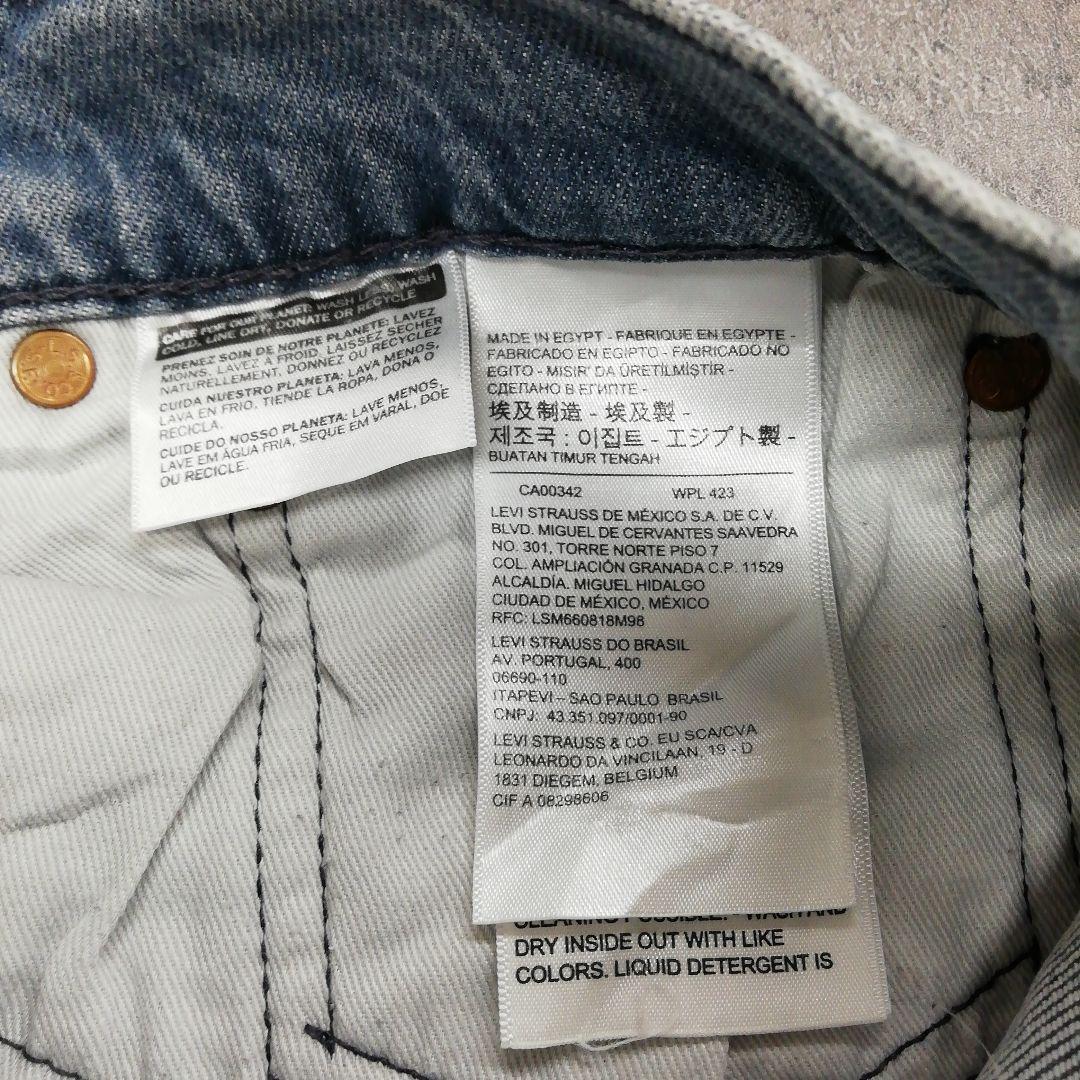 CARE FOR OUR PLANET: WASH LESS, WASH
COLD, LINE DRY, DONATE OR RECYCLE
PRENEZ SOIN DE NOTRE PLANETE: LAVEZ
MOINS, LAVEZ À FROID, LAISSEZ SÉCHER
NATURELLEMENT, DONNEZ OU RECYCLEZ
CUIDA NUESTRO PLANETA: LAVA MENOS,
LAVA EN FRIO, TIENDE LA ROPA, DONA O
RECICLA.
CUIDE DO NOSSO PLANETA: LAVE MENOS,
LAVE EM ÁGUA FRIA, SEQUE EM VARAL, DOE
OU RECICLE.
MADE IN EGYPT - FABRIQUE EN EGYPTE -
FABRICADO EN EGIPTO - FABRICADO NO
EGITO - MISIR' DA ÜRETILMIŞTIR -
СДЕЛАНО В ЕГИПТЕ -
埃及制造 - 埃及製 -
제조국 : 이집트 - エジプト製 -
BUATAN TIMUR TENGAH
CA00342 WPL 423
LEVI STRAUSS DE MÉXICO S.A. DE C.V.
BLVD. MIGUEL DE CERVANTES SAAVEDRA
NO. 301, TORRE NORTE PISO 7
COL. AMPLIACIÓN GRANADA C.P. 11529
ALCALDÍA. MIGUEL HIDALGO
CIUDAD DE MÉXICO, MÉXICO
RFC: LSM660818M98
LEVI STRAUSS DO BRASIL
AV. PORTUGAL, 400
06690-110
ITAPEVI – SAO PAULO BRASIL
CNPJ: 43.351.097/0001-90
LEVI STRAUSS & CO. EU SCA/CVA
LEONARDO DA VINCILAAN, 19 - D
1831 DIEGEM, BELGIUM
CIF A 08298606
CLEANING POSSIBLE. WASH AND
DRY INSIDE OUT WITH LIKE
COLORS. LIQUID DETERGENT IS